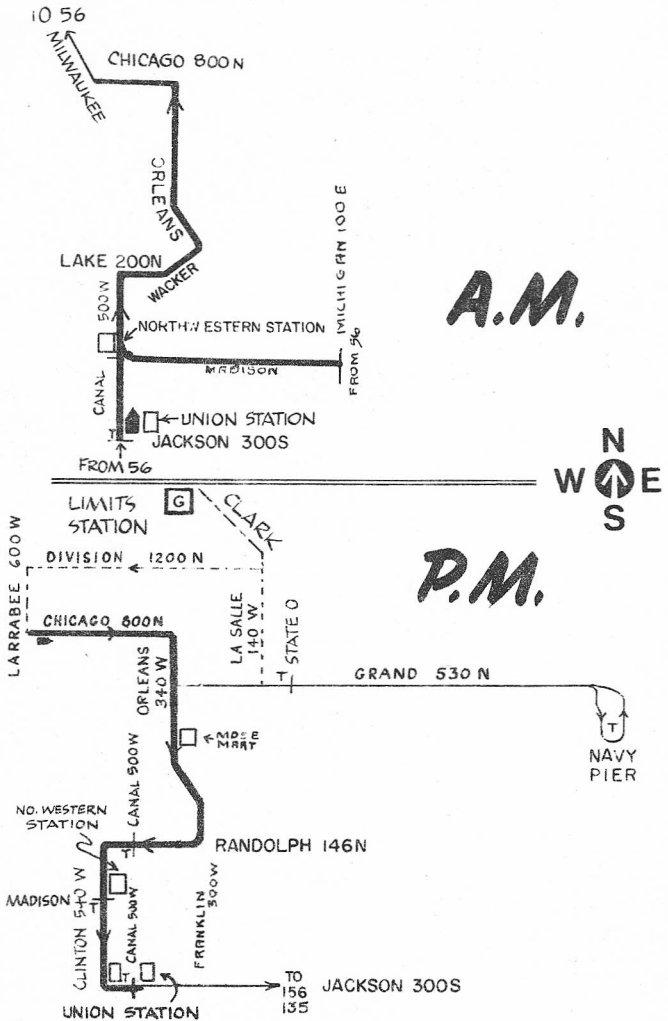 TO 56
MILWAUKEE
CHICAGO 800N
ORLEANS
MICHIGAN 100E
LAKE 200N
WACKER
A.M.
500W
NORTHWESTERN STATION
FROM 56
MADISON
CANAL
UNION STATION
T
JACKSON 300S
FROM 56
N
W E
S
LIMITS
STATION
G
CLARK
LARRABEE 600W
DIVISION 1200N
P.M.
CHICAGO 800N
LA SALLE
140 W
STATE 0
ORLEANS
340 W
T
GRAND 530 N
MDSE
MART
T
NAVY
PIER
CANAL 500W
NO. WESTERN
STATION
T
RANDOLPH 146N
MADISON
T
CLINTON 540 W
CANAL 500W
FRANKLIN
300W
T
TO
156
135
JACKSON 300S
UNION STATION